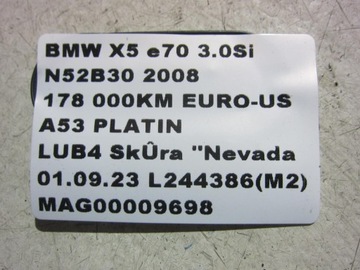 BMW X5 e70 3.0Si
N52B30 2008
178 000KM EURO-US
A53 PLATIN
LUB4 SkÛra "Nevada
01.09.23 L244386(M2)
MAG00009698